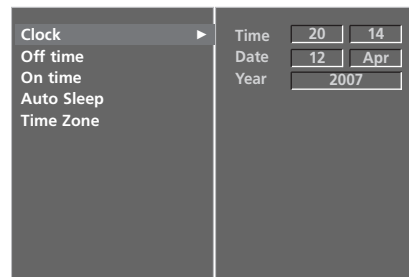 Clock
Off time
On time
Auto Sleep
Time Zone
Time 20 14
Date 12 Apr
Year 2007